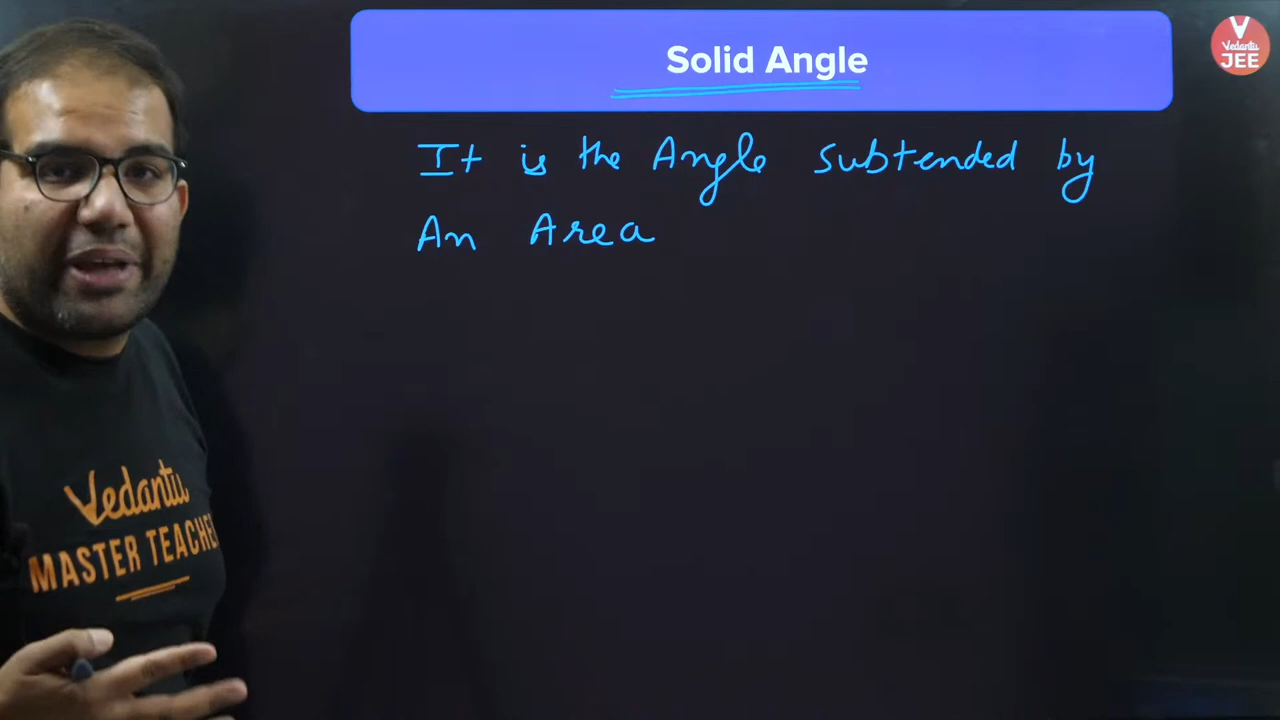 Solid Angle
V
Vedantu
JEE
It is the Angle subtended by
An Area
Vedantu
MASTER TEACHER